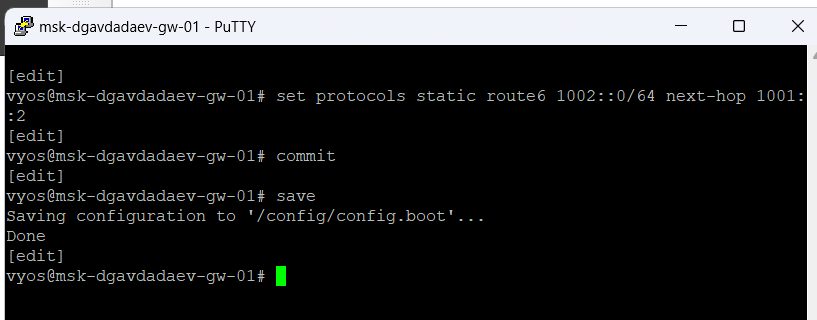 msk-dgavdadaev-gw-01 - PuTTY
[edit]
vyos@msk-dgavdadaev-gw-01# set protocols static route6 1002::0/64 next-hop 1001:
:2
[edit]
vyos@msk-dgavdadaev-gw-01# commit
[edit]
vyos@msk-dgavdadaev-gw-01# save
Saving configuration to '/config/config.boot'...
Done
[edit]
vyos@msk-dgavdadaev-gw-01#